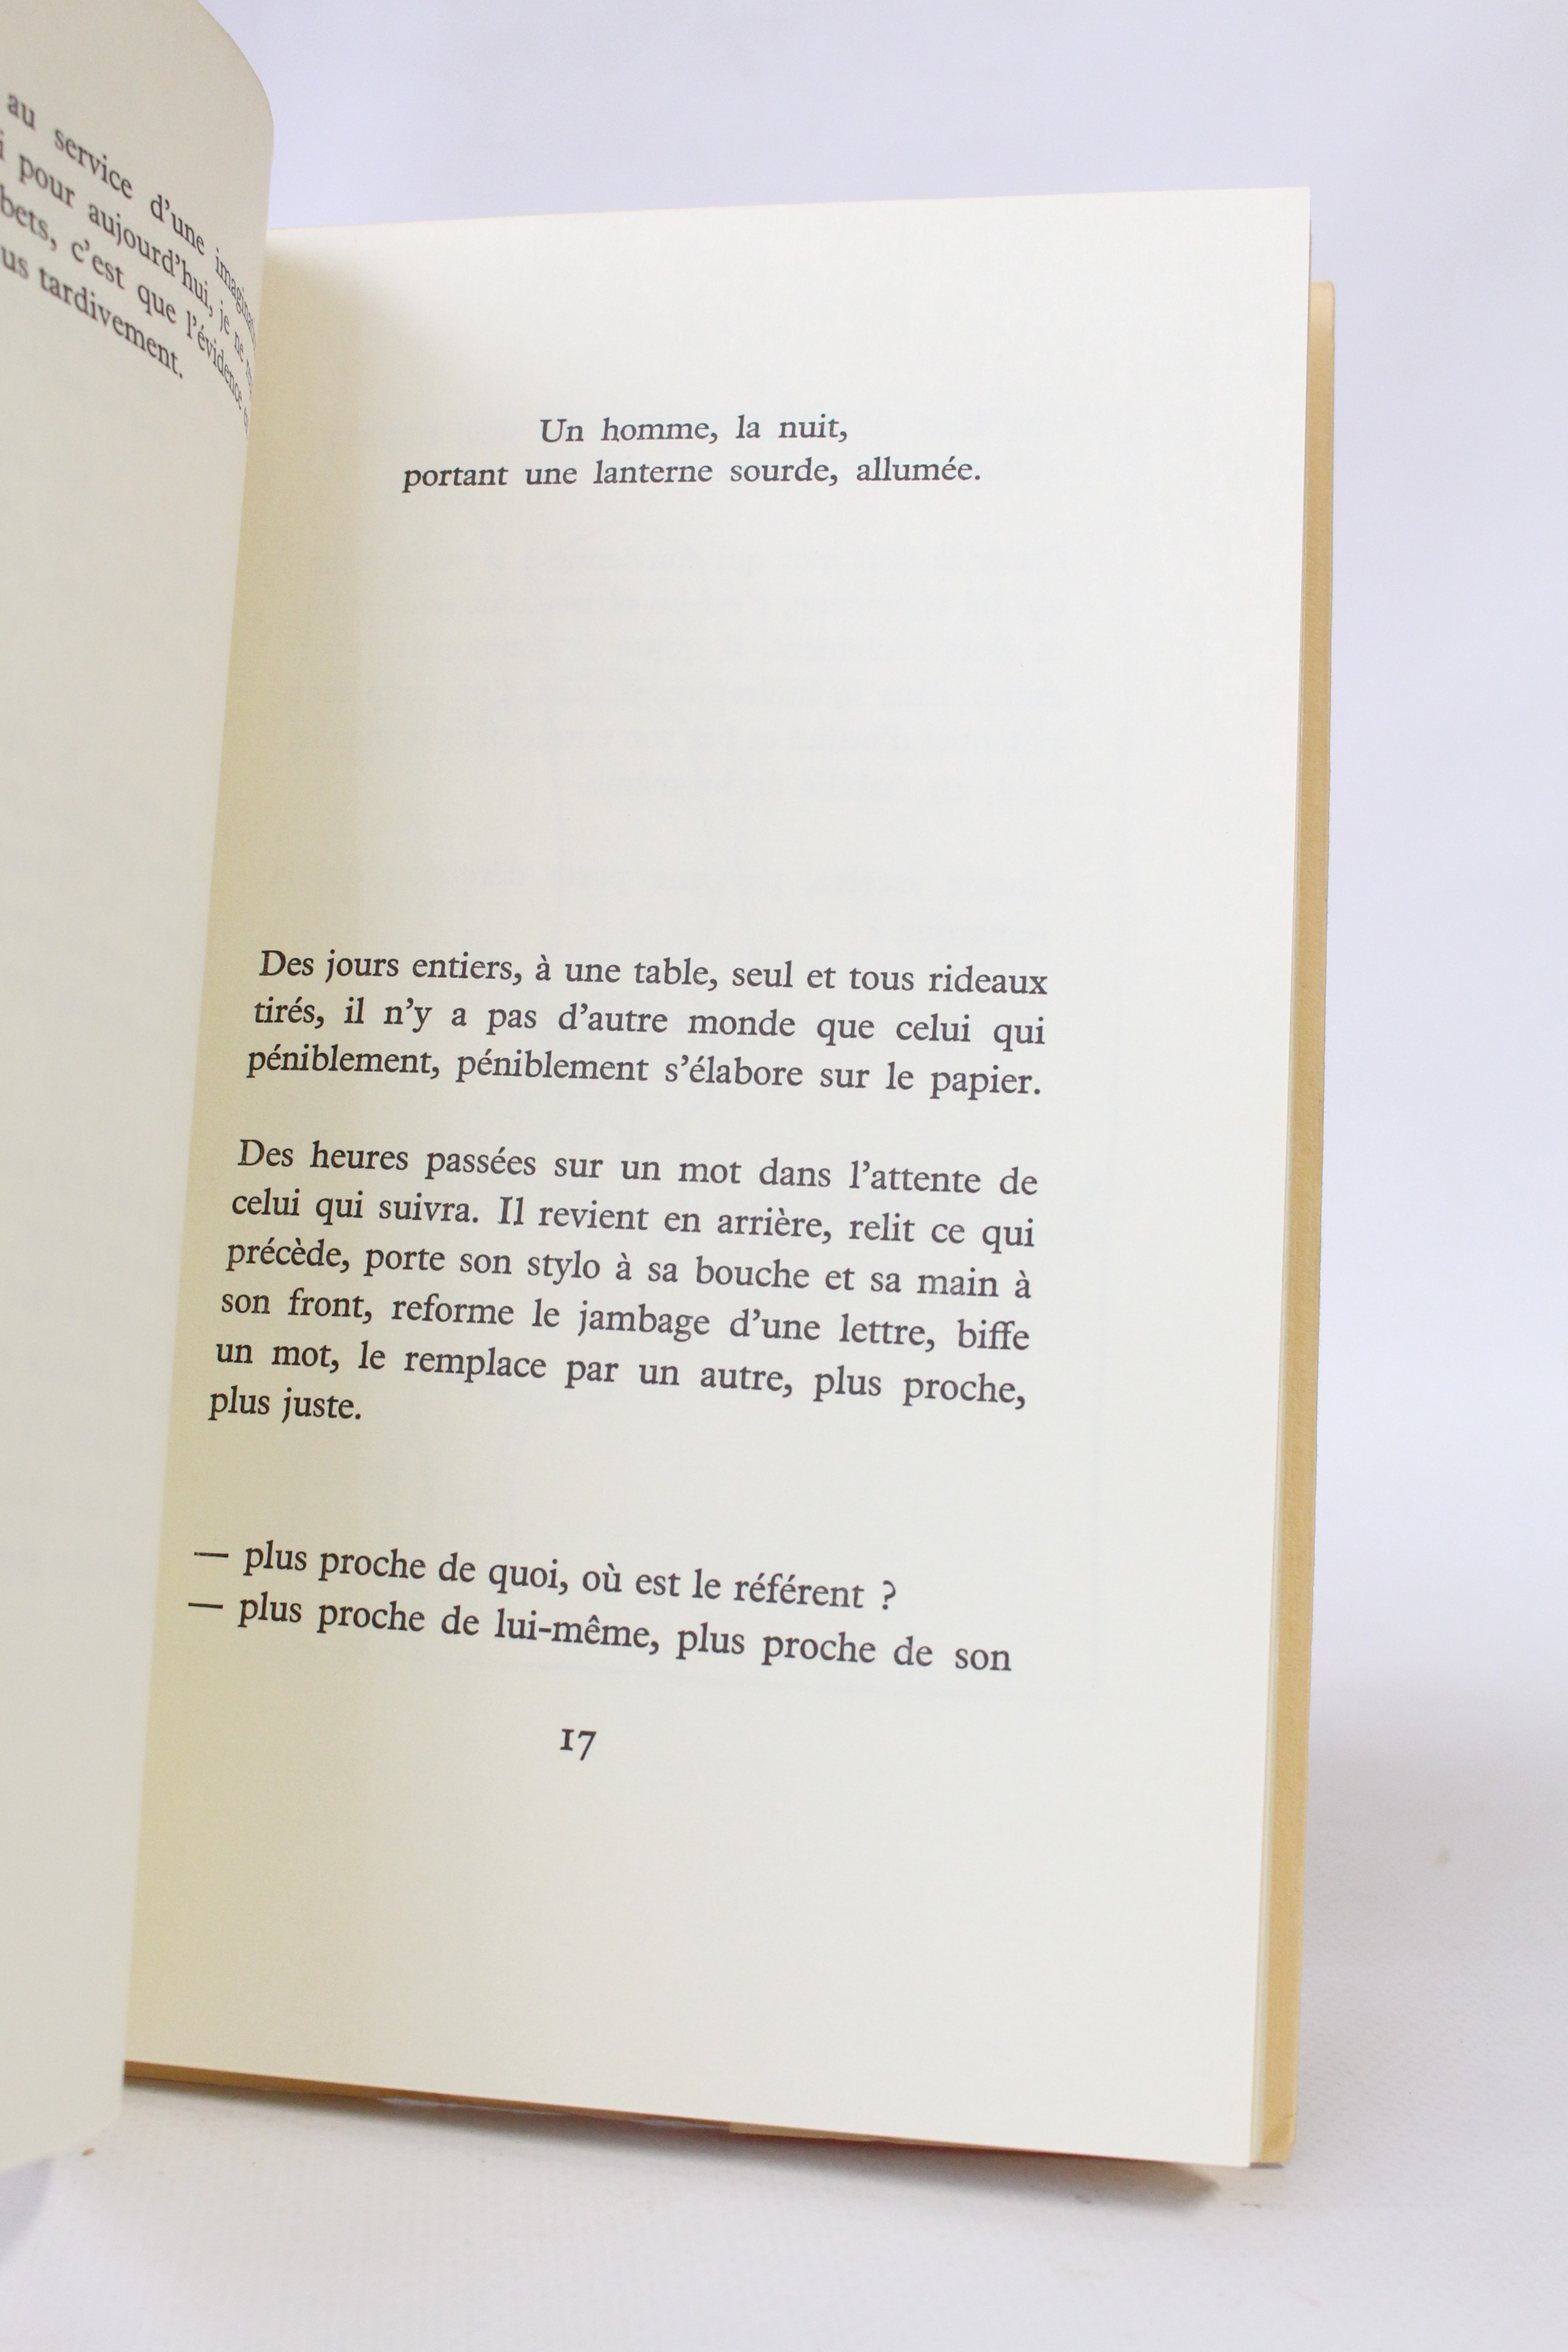 au service d'une
pour aujourd'hui, je ne
c'est que l'évidence
tardivement.
Un homme, la nuit,
portant une lanterne sourde, allumée.
Des jours entiers, à une table, seul et tous rideaux
tirés, il n'y a pas d'autre monde que celui qui
péniblement, péniblement s'élabore sur le papier.
Des heures passées sur un mot dans l'attente de
celui qui suivra. Il revient en arrière, relit ce qui
précède, porte son stylo à sa bouche et sa main à
son front, reforme le jambage d'une lettre, biffe
un mot, le remplace par un autre, plus proche,
plus juste.
— plus proche de quoi, où est le référent ?
— plus proche de lui-même, plus proche de son
17